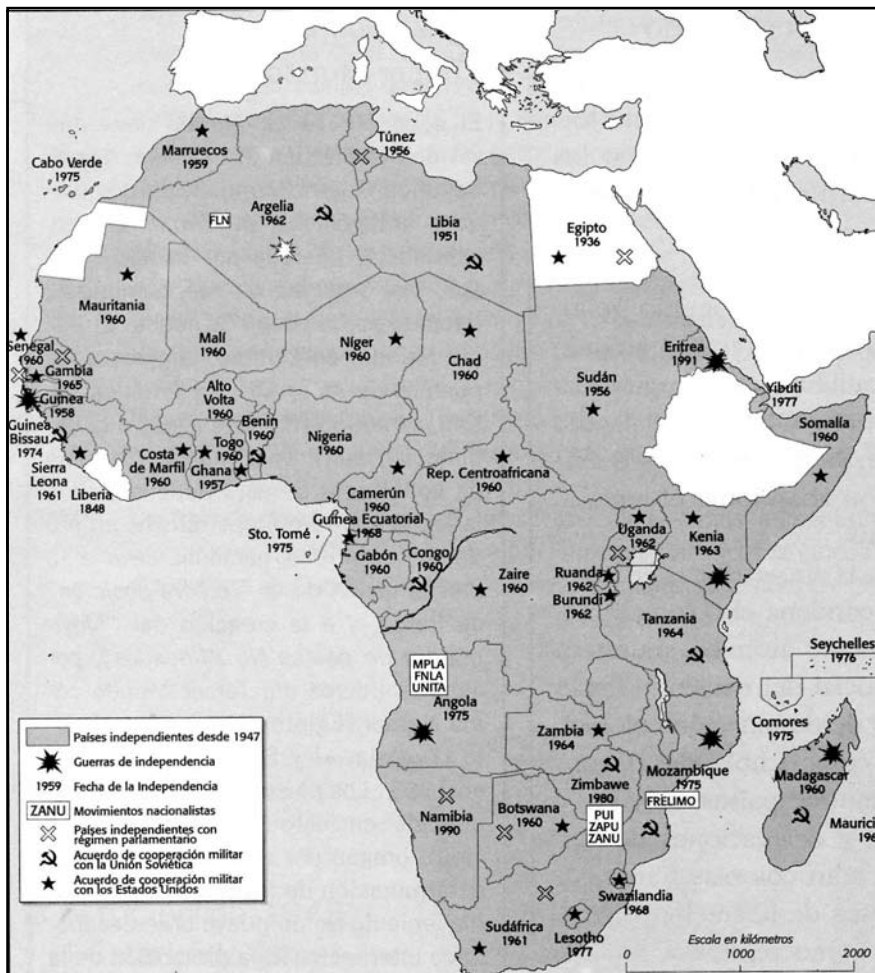 Túnez
1956
Marruecos
1959
Cabo Verde
1975
Argelia
1962
FLN
Libia
1951
Egipto
1936
Mauritania
1960
Malí
1960
Níger
1960
Chad
1960
Sudán
1956
Eritrea
1991
Yibuti
1977
Somalía
1960
Senegal
1960
Gambia
1965
Guinea
1958
Guinea
Bissau
1974
Sierra
Leona
1961
Liberia
1848
Alto
Volta
1960
Costa
de Marfil
1960
Togo
1960
Ghana
1957
Benin
1960
Nigeria
1960
Camerún
1960
Rep. Centroafricana
1960
Guinea Ecuatorial
1968
Sto. Tomé
1975
Gabón
1960
Congo
1960
Zaire
1960
Uganda
1962
Kenia
1963
Ruanda
1962
Burundi
1962
Tanzania
1964
Seychelles
1976
MPLA
FNLA
UNITA
Angola
1975
Zambia
1964
Comores
1975
Mozambique
1975
FRELIMO
Madagascar
1960
Zimbawe
1980
PUI
ZAPU
ZANU
Namibia
1990
Botswana
1960
Swazilandia
1968
Sudáfrica
1961
Lesotho
1977
Países independientes desde 1947
Guerras de independencia
1959 Fecha de la Independencia
ZANU Movimientos nacionalistas
Países independientes con
régimen parlamentario
Acuerdo de cooperación militar
con la Unión Soviética
Acuerdo de cooperación militar
con los Estados Unidos
Escala en kilómetros
0 1000 2000